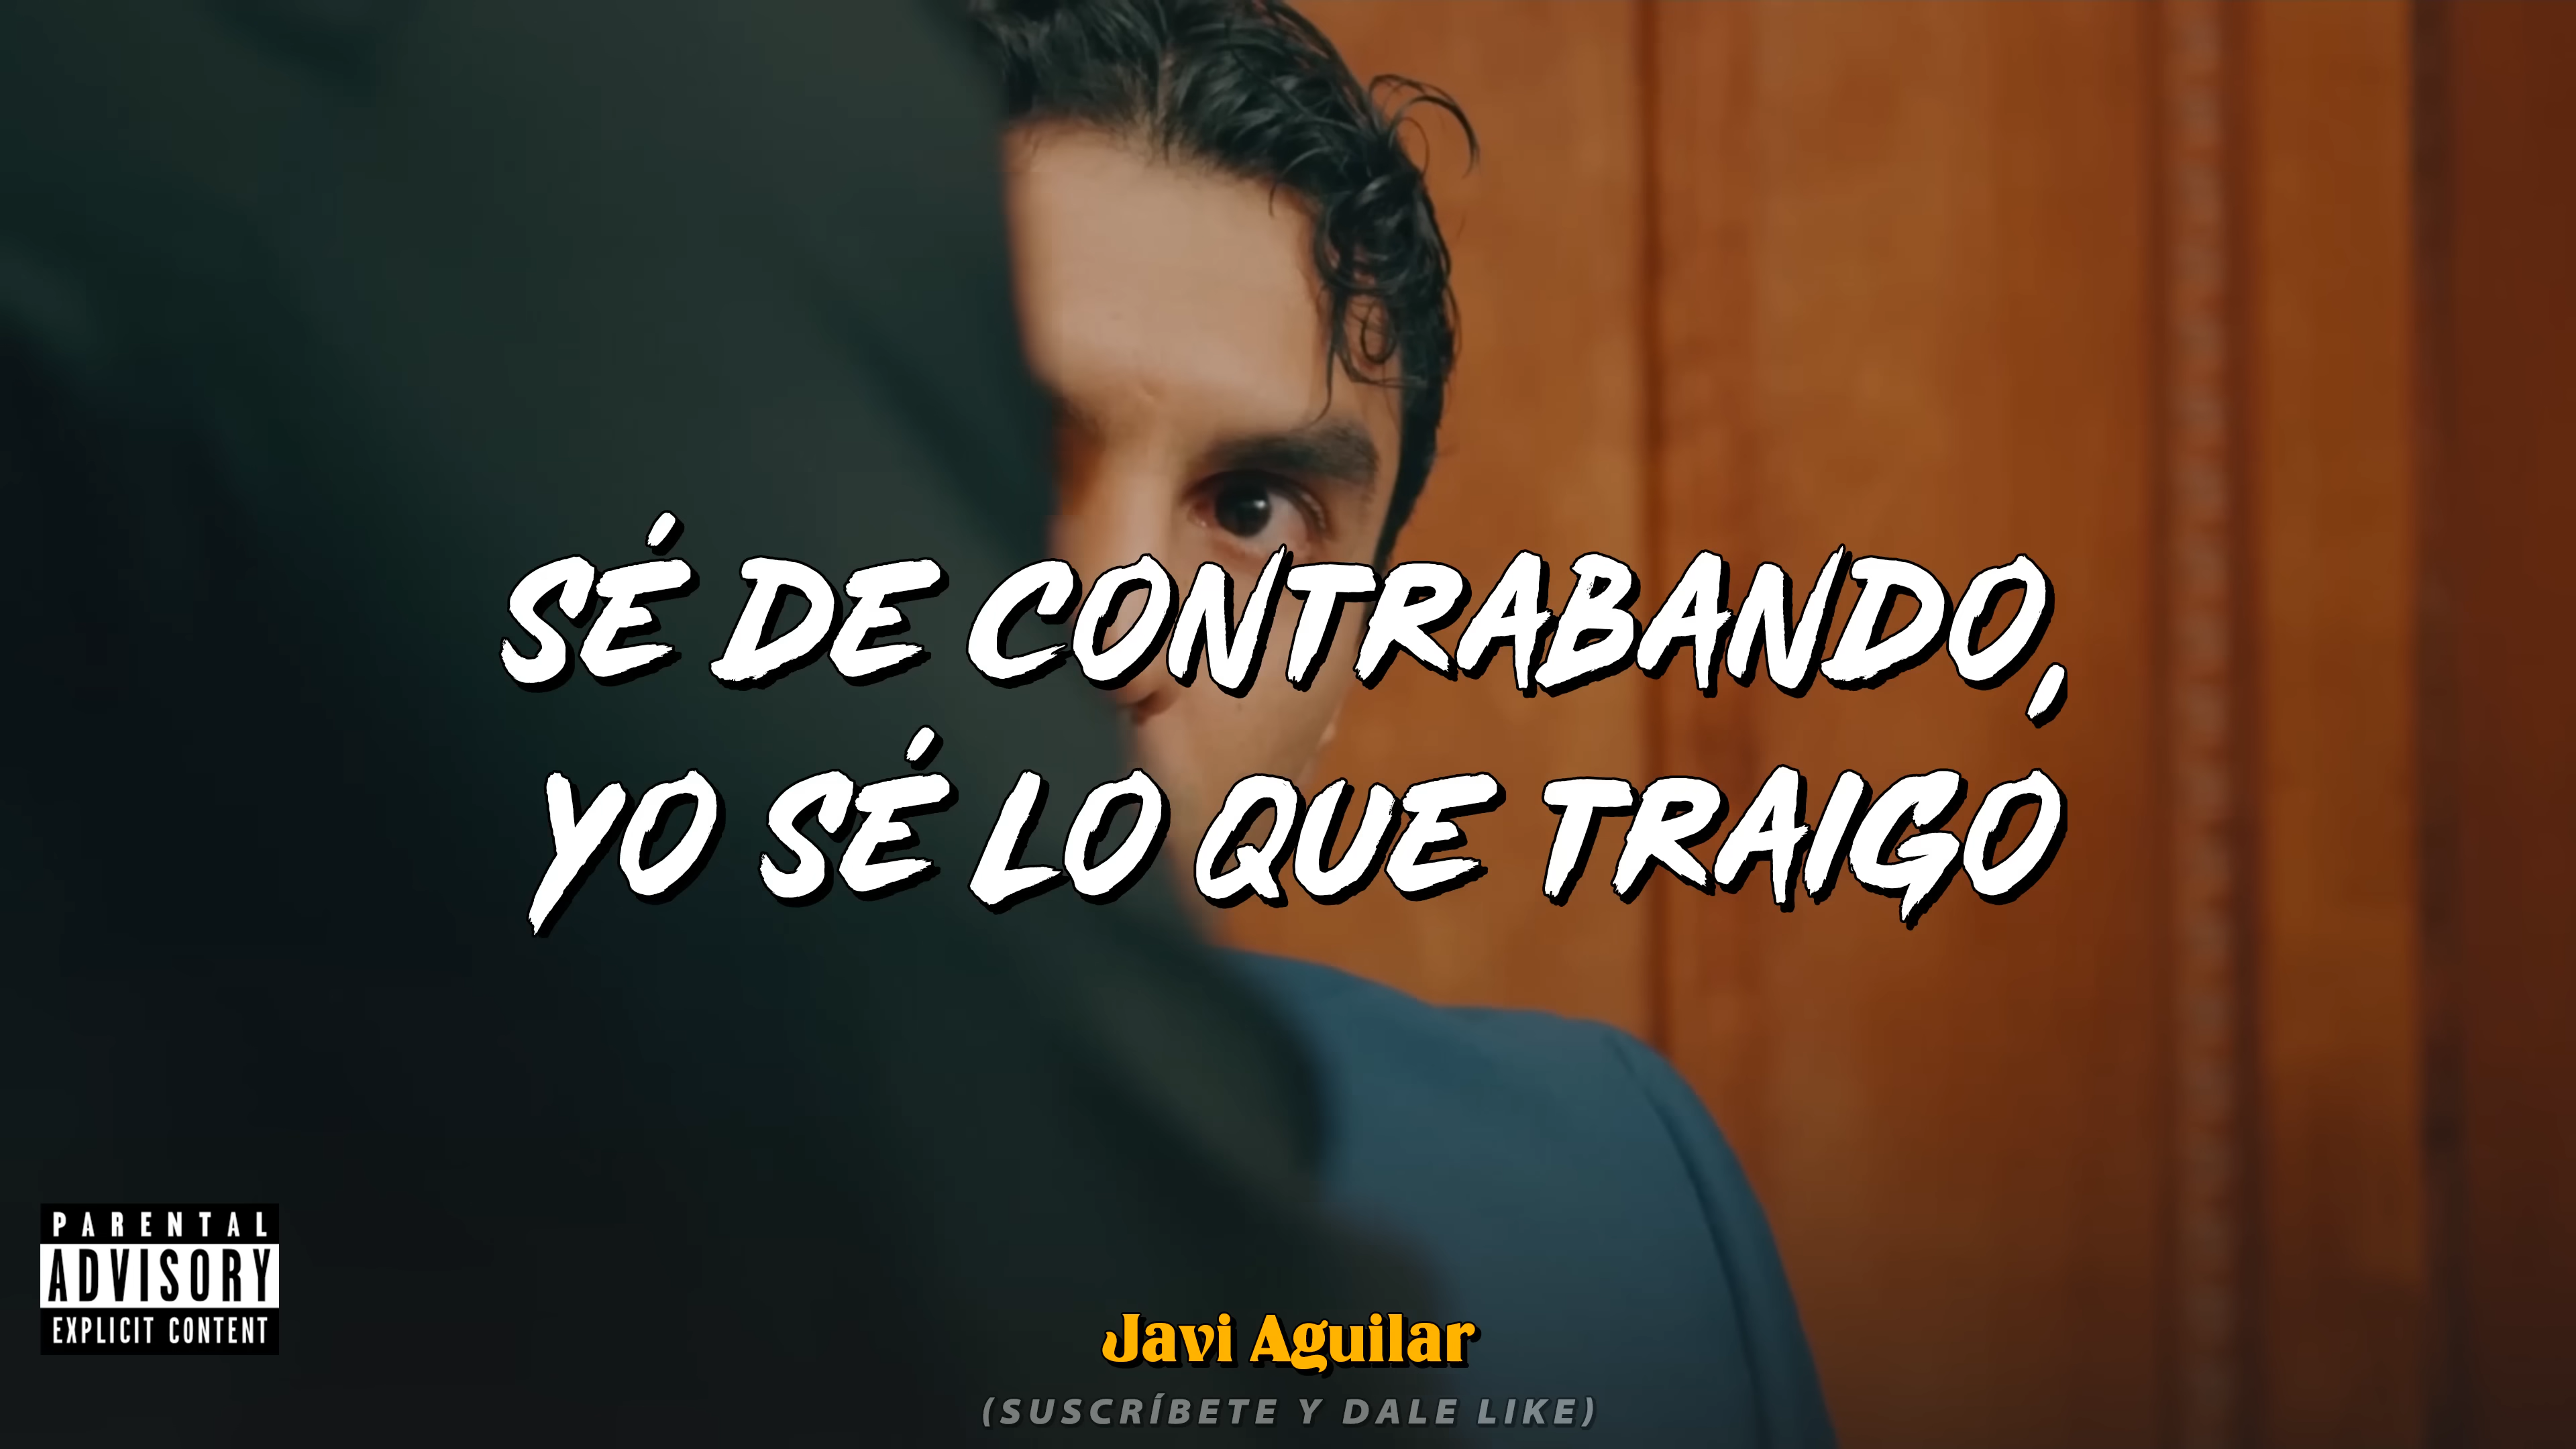 SÉ DE CONTRABANDO,
YO SÉ LO QUE TRAIGO
PARENTAL
ADVISORY
EXPLICIT CONTENT
Javi Aguilar
(SUSCRÍBETE Y DALE LIKE)